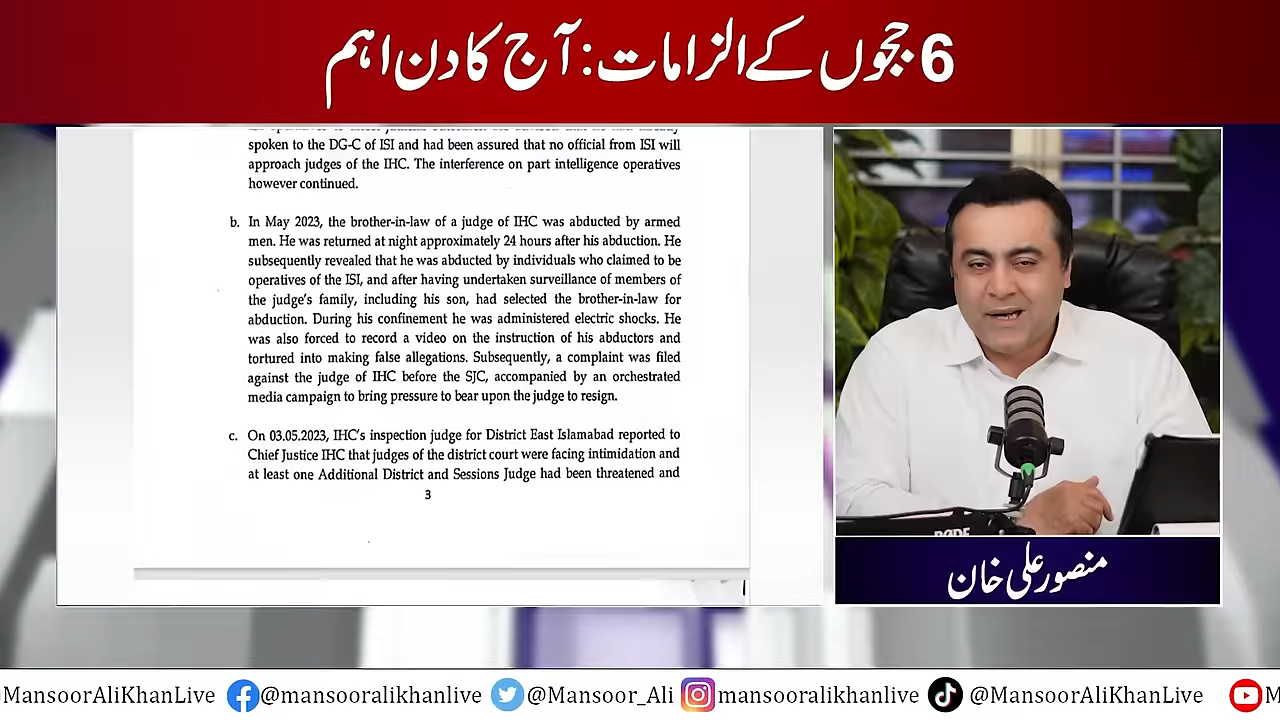 6 ججوں کے الزامات: آج کا دن اہم
spoken to the DG-C of ISI and had been assured that no official from ISI will
approach judges of the IHC. The interference on part intelligence operatives
however continued.
b. In May 2023, the brother-in-law of a judge of IHC was abducted by armed
men. He was returned at night approximately 24 hours after his abduction. He
subsequently revealed that he was abducted by individuals who claimed to be
operatives of the ISI, and after having undertaken surveillance of members of
the judge's family, including his son, had selected the brother-in-law for
abduction. During his confinement he was administered electric shocks. He
was also forced to record a video on the instruction of his abductors and
tortured into making false allegations. Subsequently, a complaint was filed
against the judge of IHC before the SJC, accompanied by an orchestrated
media campaign to bring pressure to bear upon the judge to resign.
c. On 03.05.2023, IHC's inspection judge for District East Islamabad reported to
Chief Justice IHC that judges of the district court were facing intimidation and
at least one Additional District and Sessions Judge had been threatened and
3
RØDE
منصور علی خان
MansoorAliKhanLive @mansooralikhanlive @Mansoor_Ali mansooralikhanlive @MansoorAliKhanLive M